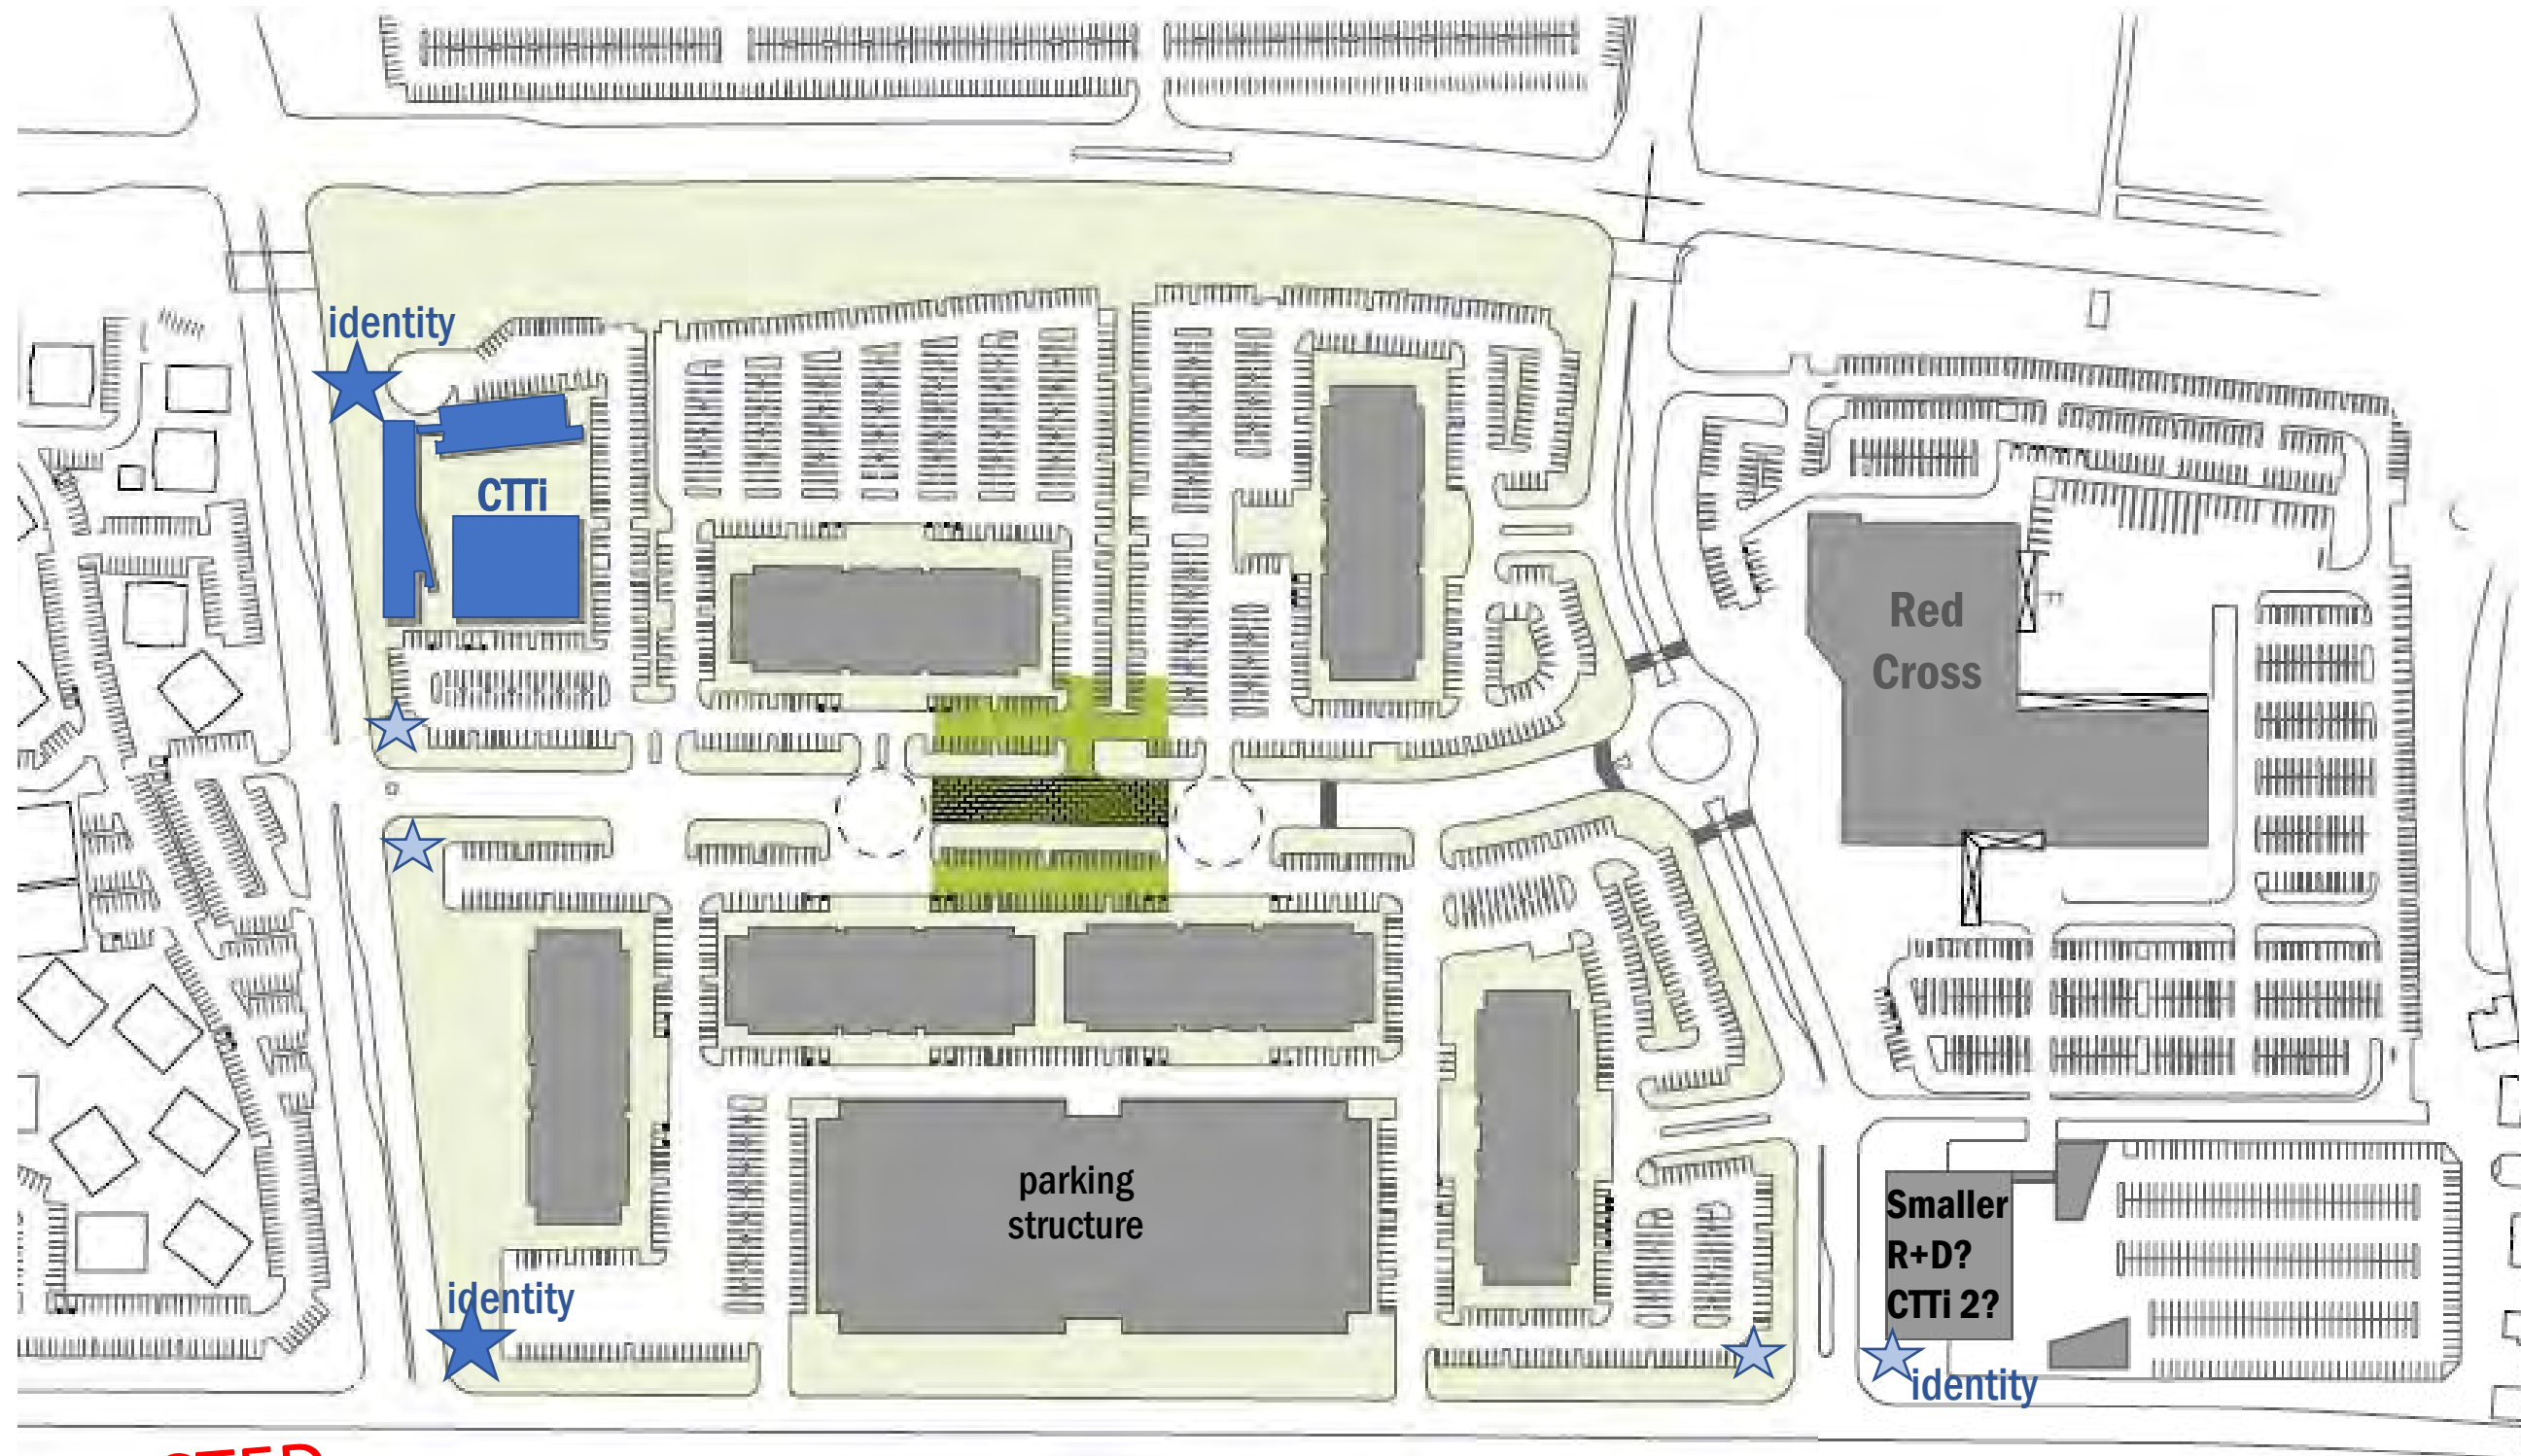 identity
CTTi
Red
Cross
parking
structure
Smaller
R+D?
CTTi 2?
identity
identity